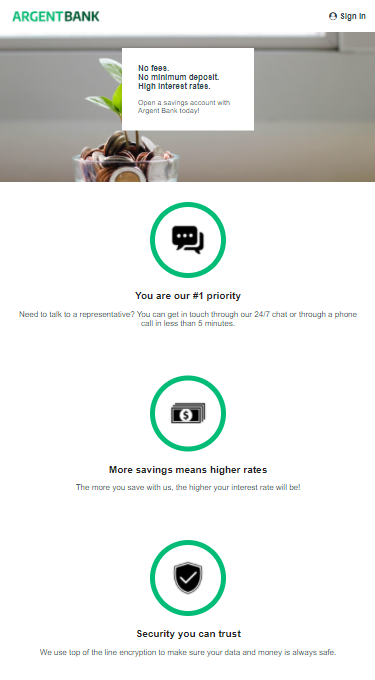 ARGENTBANK
Sign In
No fees.
No minimum deposit.
High interest rates.
Open a savings account with
Argent Bank today!
You are our #1 priority
Need to talk to a representative? You can get in touch through our 24/7 chat or through a phone
call in less than 5 minutes.
$
More savings means higher rates
The more you save with us, the higher your interest rate will be!
Security you can trust
We use top of the line encryption to make sure your data and money is always safe.